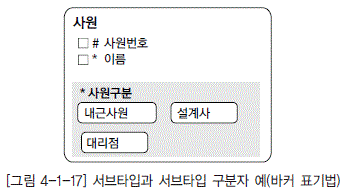 사원
□ # 사원번호
□ * 이름
* 사원구분
내근사원 설계사
대리점
[그림 4-1-17] 서브타입과 서브타입 구분자 예(바커 표기법)